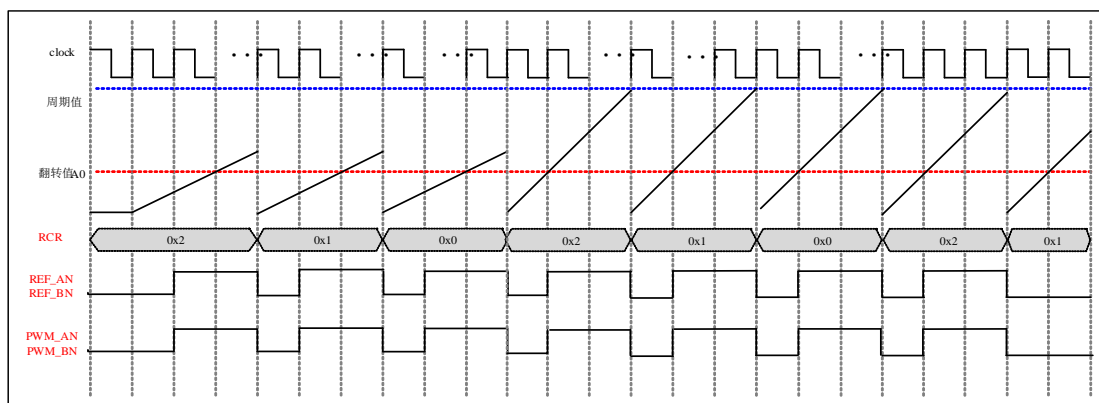 clock
周期值
翻转值A0
RCR
0x2
0x1
0x0
0x2
0x1
0x0
0x2
0x1
REF_AN
REF_BN
PWM_AN
PWM_BN